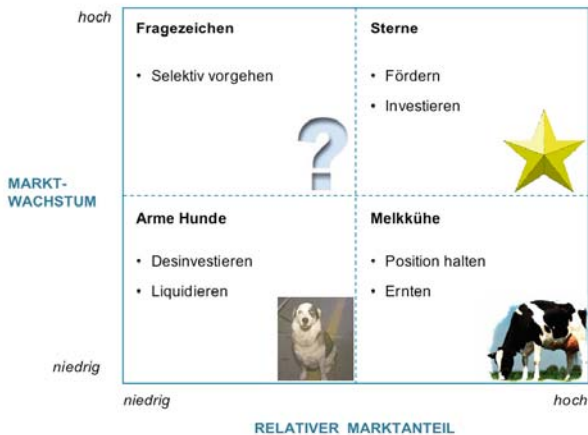 hoch
Fragezeichen
• Selektiv vorgehen
Sterne
• Fördern
• Investieren
MARKT-
WACHSTUM
Arme Hunde
• Desinvestieren
• Liquidieren
Melkkühe
• Position halten
• Ernten
niedrig
niedrig
hoch
RELATIVER MARKTANTEIL